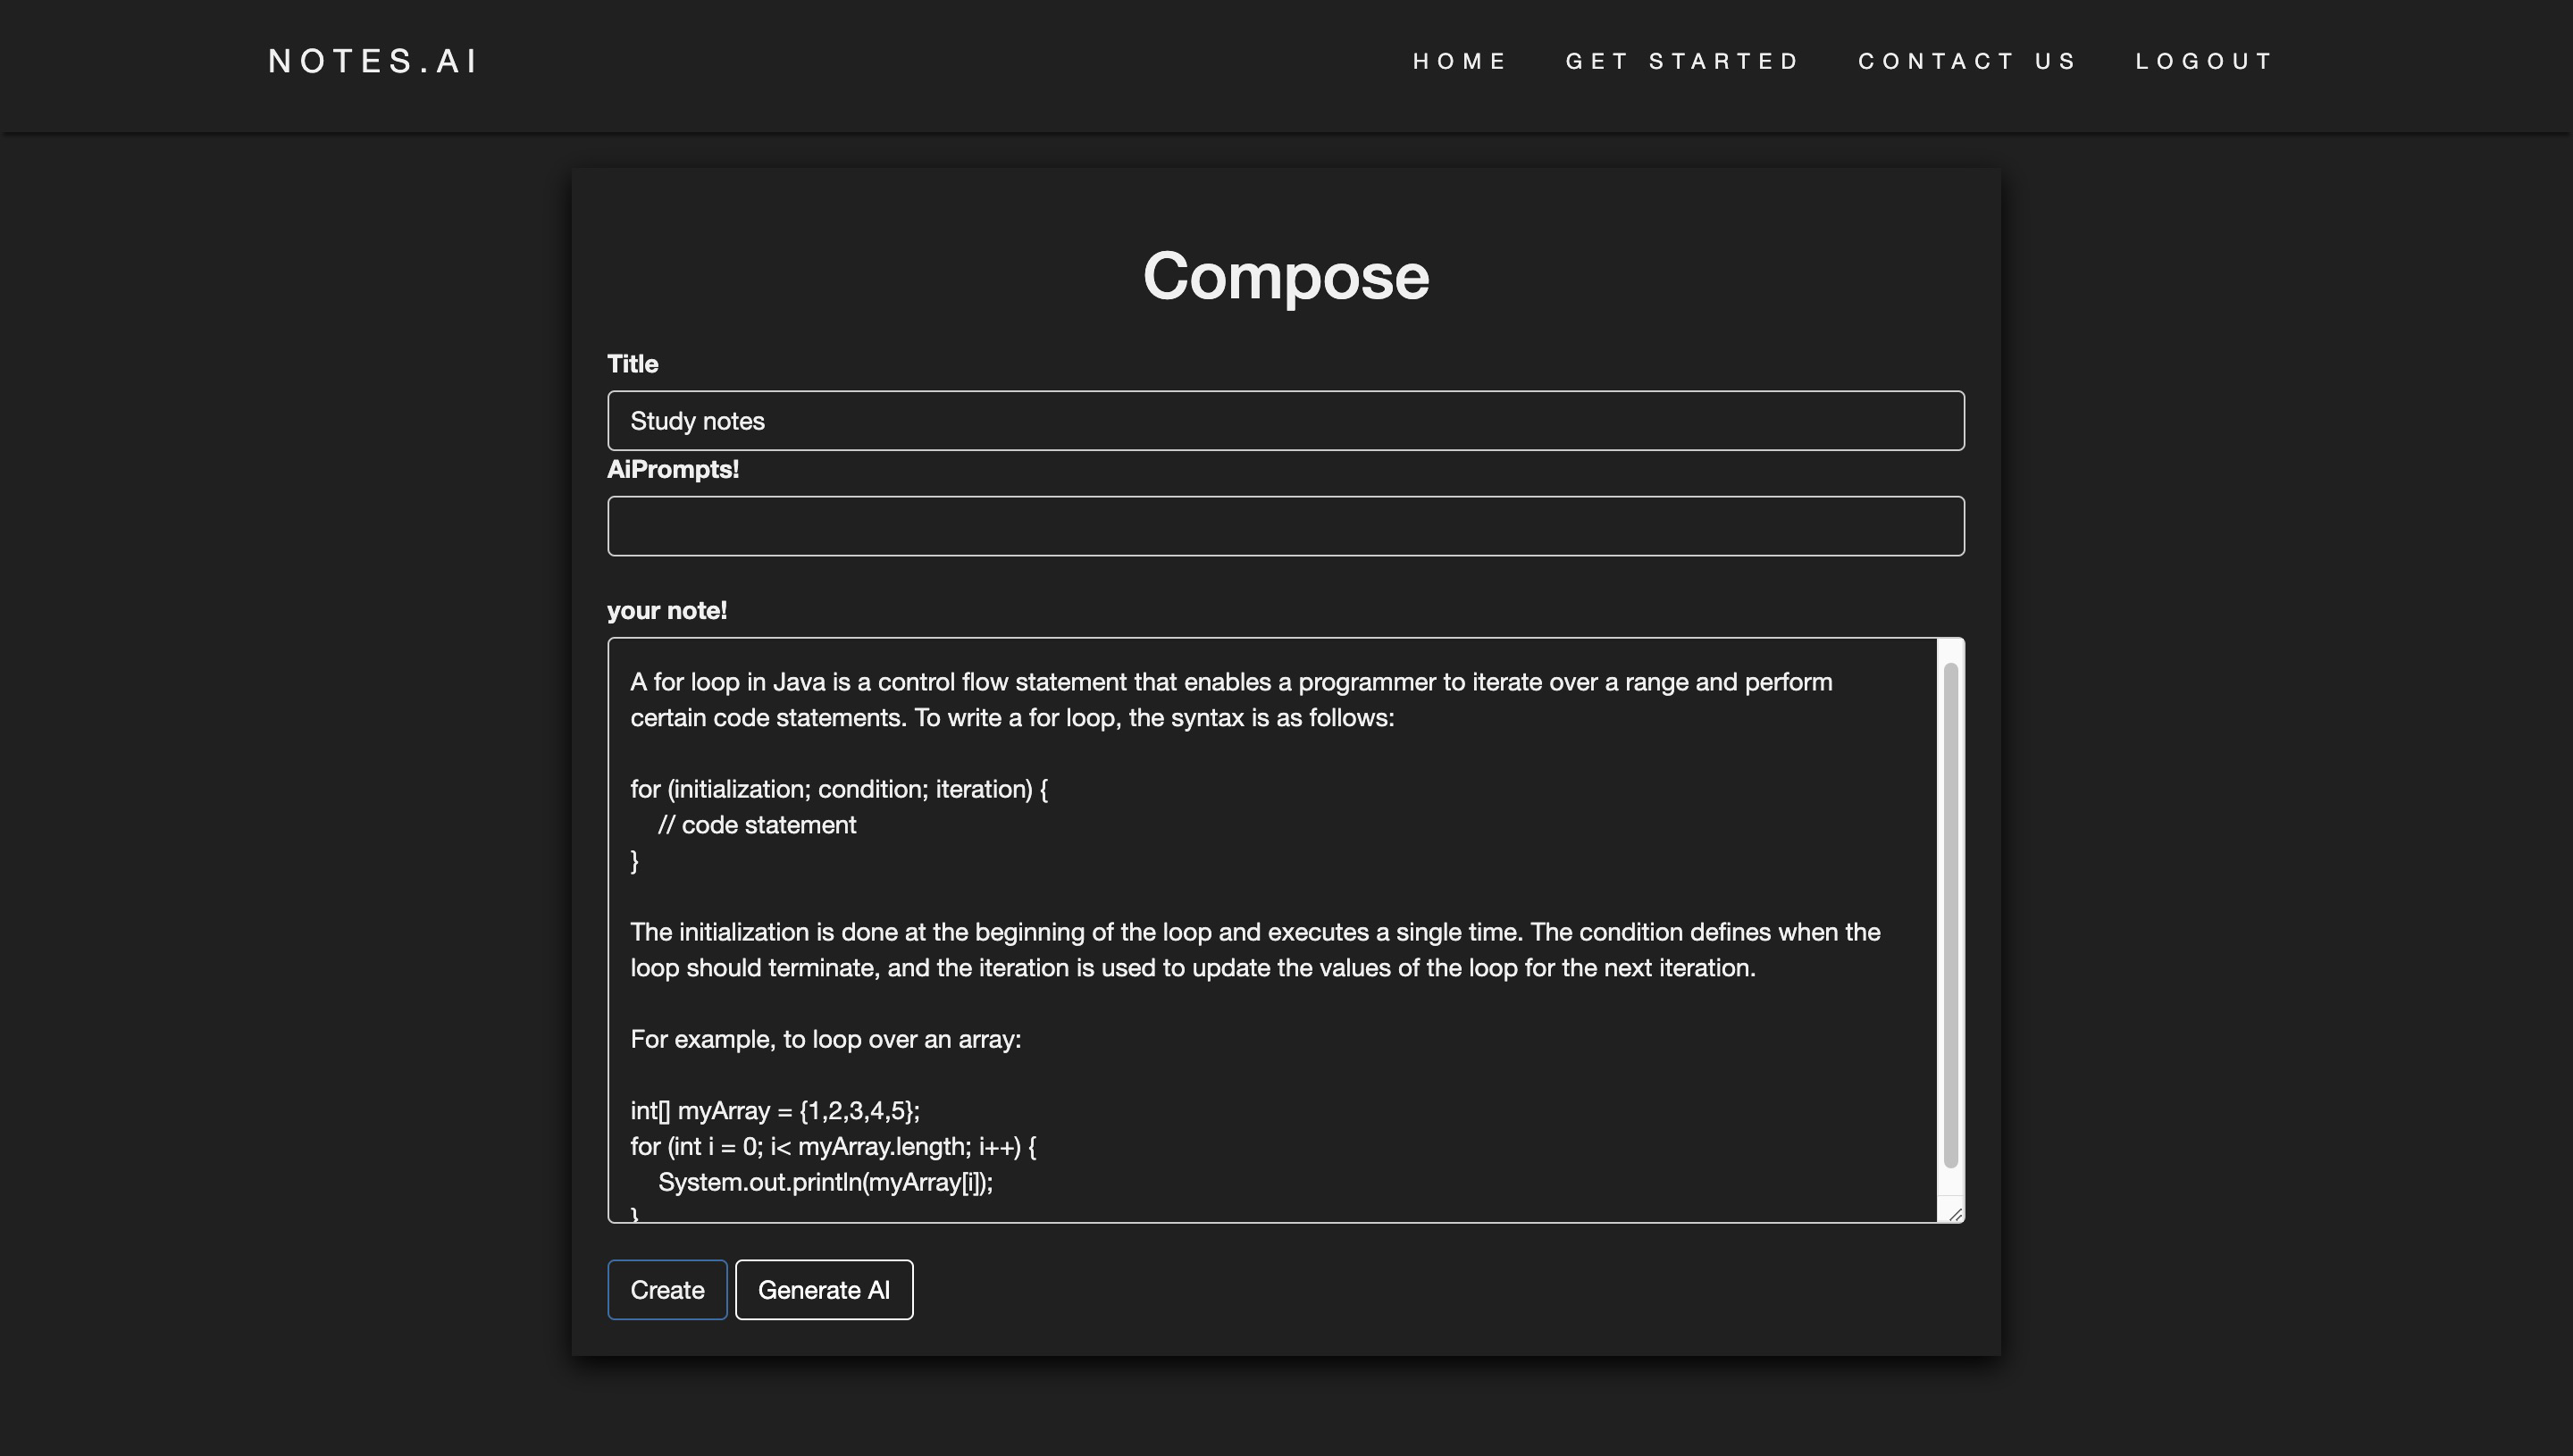 NOTES.AI
HOME GET STARTED CONTACT US LOGOUT
Compose
Title
Study notes
AiPrompts!
your note!
A for loop in Java is a control flow statement that enables a programmer to iterate over a range and perform
certain code statements. To write a for loop, the syntax is as follows:
for (initialization; condition; iteration) {
// code statement
}
The initialization is done at the beginning of the loop and executes a single time. The condition defines when the
loop should terminate, and the iteration is used to update the values of the loop for the next iteration.
For example, to loop over an array:
int[] myArray = {1,2,3,4,5};
for (int i = 0; i< myArray.length; i++) {
System.out.println(myArray[i]);
}
Create Generate AI